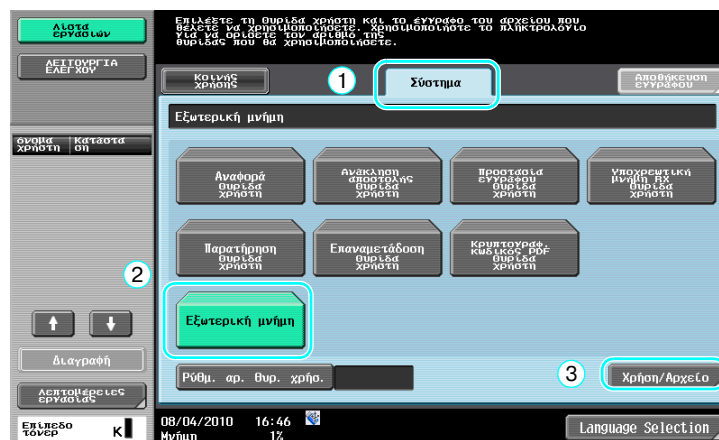 Λίστα
εργασιών
ΛΕΙΤΟΥΡΓΙΑ
ΕΛΕΓΧΟΥ
Επιλέξτε τη θυρίδα χρήστη και το έγγραφο του αρχείου που
θέλετε να χρησιμοποιήσετε. Χρησιμοποιήστε το πληκτρολόγιο
για να ορίσετε τον αριθμό της
θυρίδας που θα χρησιμοποιήσετε.
Κοινής
χρήσης
1
Σύστημα
Αποθήκευση
εγγράφου
Εξωτερική μνήμη
όνομα
χρήστη
Κατάστα
ση
Αναφορά
θυρίδα
χρήστη
Ανάκληση
αποστολής
θυρίδα
χρήστη
Προστασία
εγγράφου
θυρίδα
χρήστη
Υποχρεωτική
μνήμη RX
θυρίδα
χρήστη
Παρατήρηση
θυρίδα
χρήστη
Επαναμετάδοση
θυρίδα
χρήστη
Κρυπτογράφ.
κωδικός PDF
θυρίδα
χρήστη
2
Εξωτερική μνήμη
Διαγραφή
Λεπτομέρειες
εργασίας
Ρύθμ. αρ. θυρ. χρήσ.
3
Χρήση/Αρχείο
Επίπεδο
τόνερ
K
08/04/2010 16:46
Μνήμη 1%
Language Selection